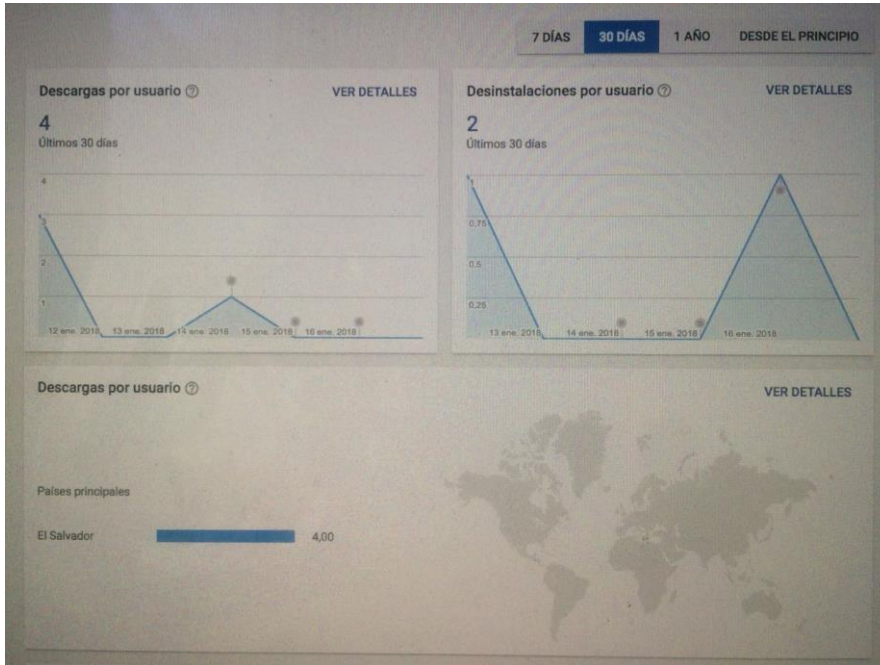 7 DÍAS 30 DÍAS 1 AÑO DESDE EL PRINCIPIO
Descargas por usuario ? VER DETALLES
4
Últimos 30 días
4
3
2
1
12 ene. 2018 13 ene. 2018 14 ene. 2018 15 ene. 2018 16 ene. 2018
Desinstalaciones por usuario ? VER DETALLES
2
Últimos 30 días
1
0,75
0,5
0,25
13 ene. 2018 14 ene. 2018 15 ene. 2018 16 ene. 2018
Descargas por usuario ? VER DETALLES
Países principales
El Salvador 4,00